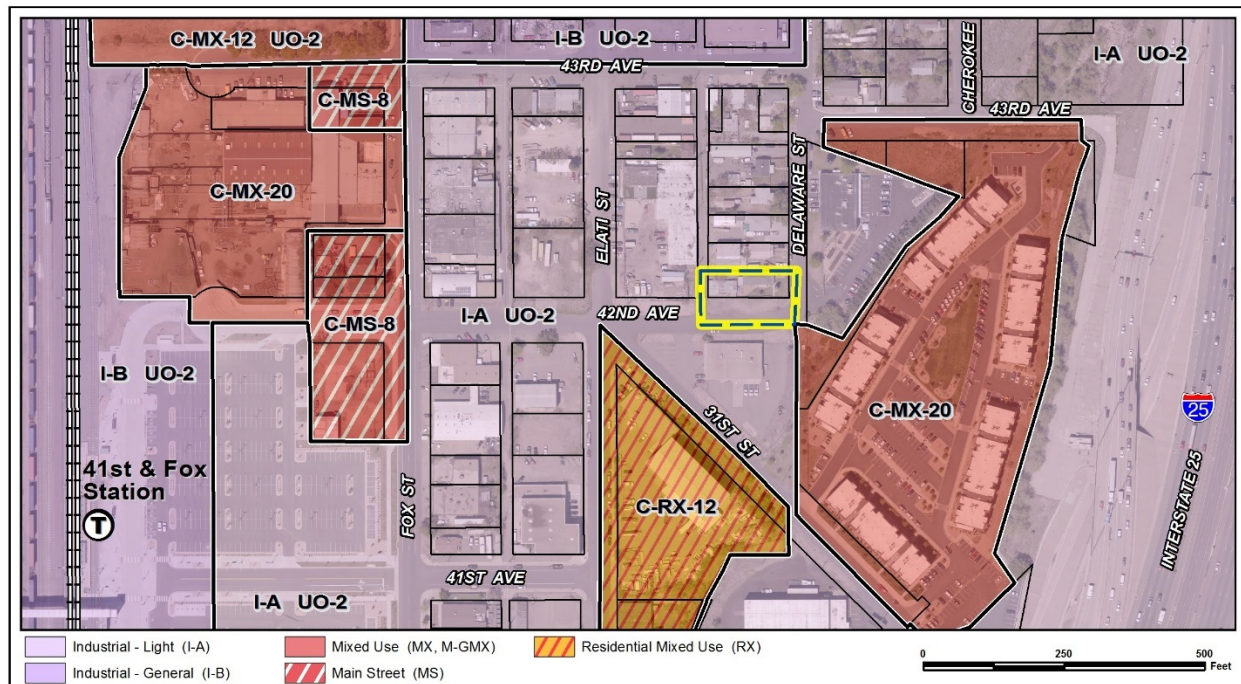 C-MX-12 UO-2
I-B UO-2
43RD AVE
CHEROKEE
I-A UO-2
43RD AVE
C-MS-8
C-MX-20
ELATI ST
DELAWARE ST
C-MS-8
I-A UO-2
42ND AVE
I-B UO-2
31ST ST
C-MX-20
25
INTERSTATE 25
41st & Fox
Station
T
FOX ST
C-RX-12
41ST AVE
I-A UO-2
Industrial - Light (I-A)
Mixed Use (MX, M-GMX)
Residential Mixed Use (RX)
Industrial - General (I-B)
Main Street (MS)
0 250 500
Feet